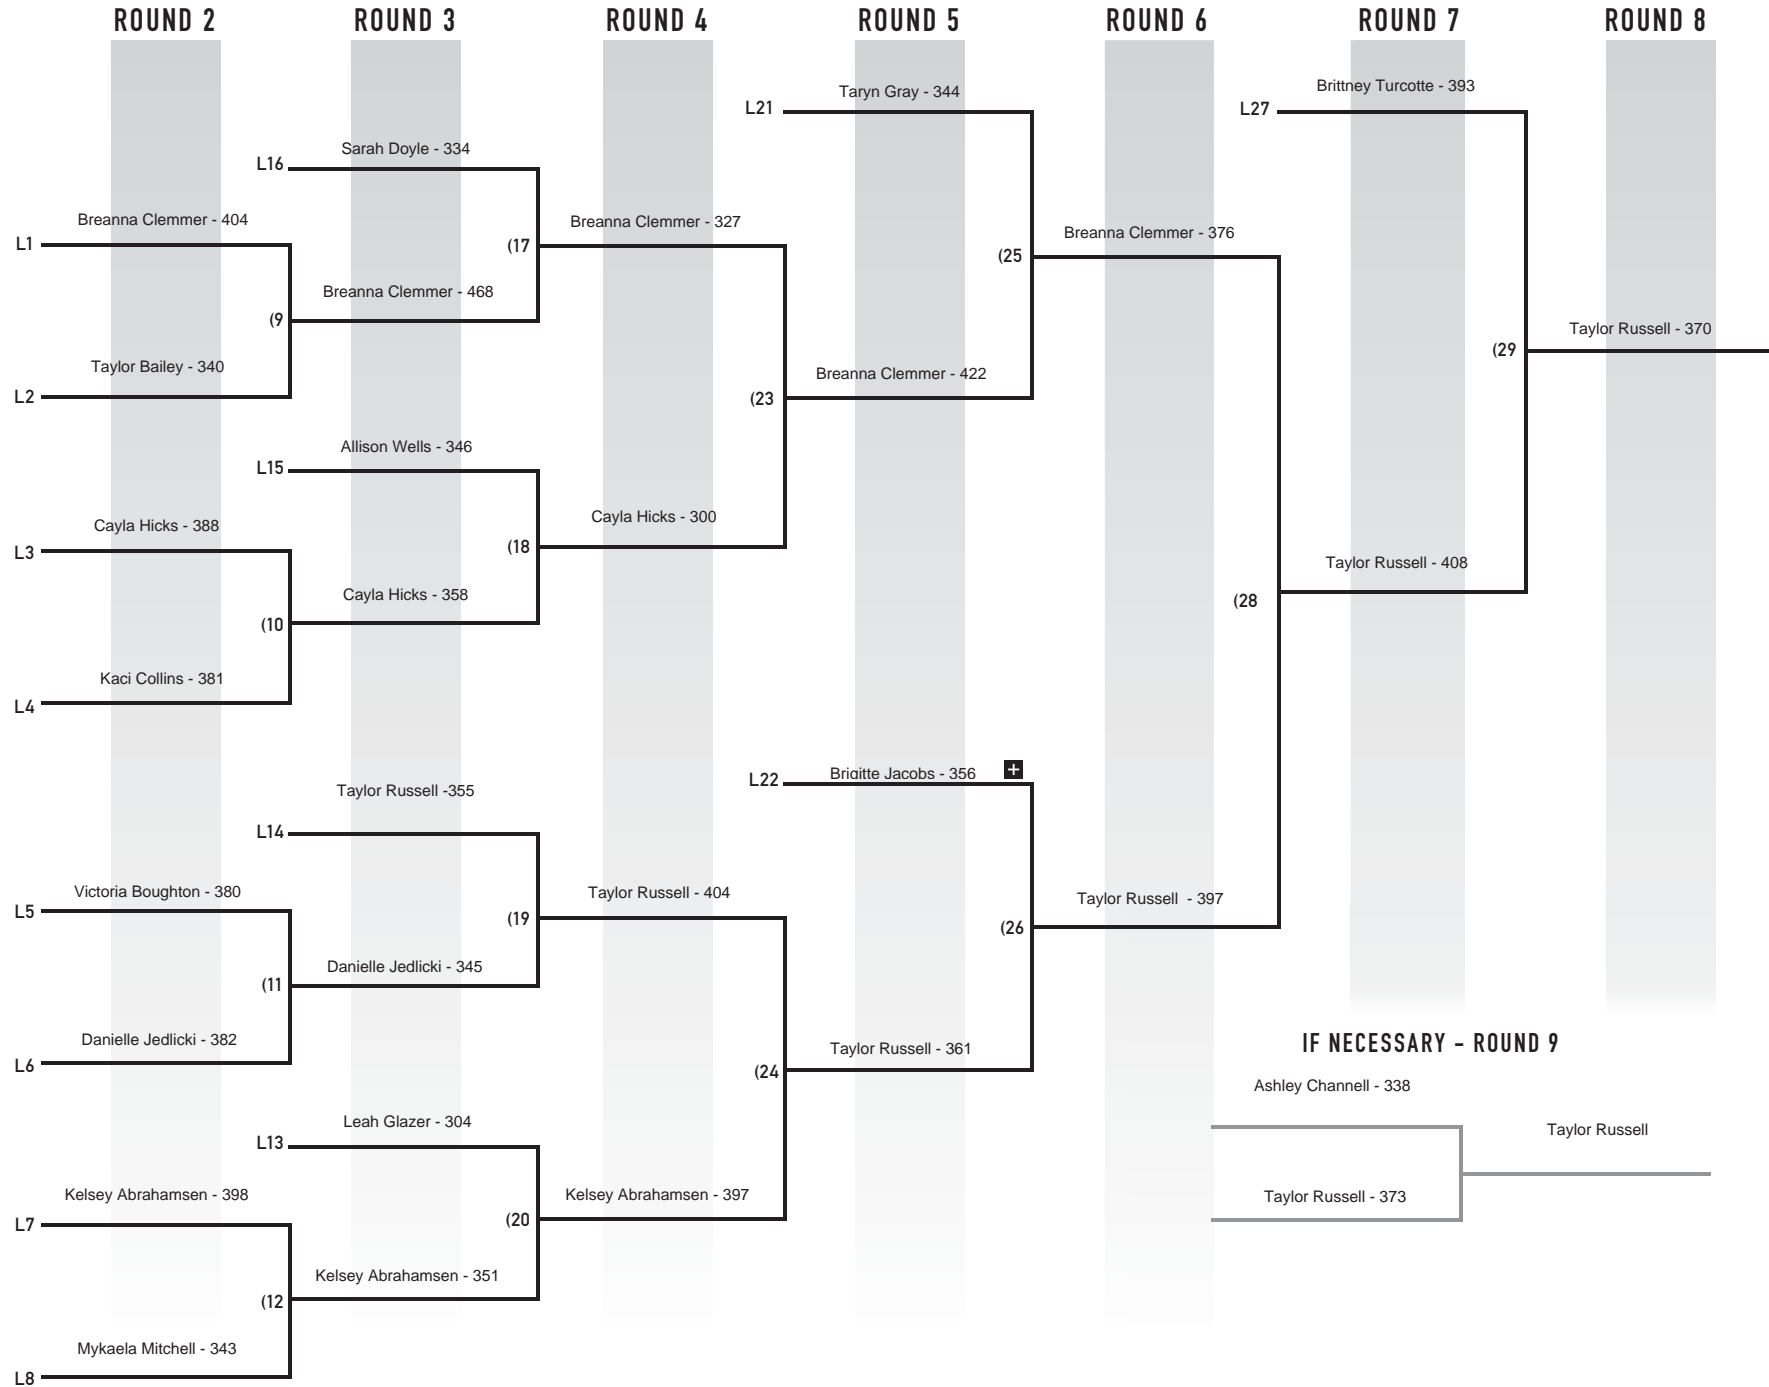 ROUND 2
ROUND 3
ROUND 4
ROUND 5
ROUND 6
ROUND 7
ROUND 8
L1
Breanna Clemmer - 404
L2
Taylor Bailey - 340
(9
L3
Cayla Hicks - 388
L4
Kaci Collins - 381
(10
L5
Victoria Boughton - 380
L6
Danielle Jedlicki - 382
(11
L7
Kelsey Abrahamsen - 398
L8
Mykaela Mitchell - 343
(12
L16
Sarah Doyle - 334
Breanna Clemmer - 468
(17
L15
Allison Wells - 346
Cayla Hicks - 358
(18
L14
Taylor Russell -355
Danielle Jedlicki - 345
(19
L13
Leah Glazer - 304
Kelsey Abrahamsen - 351
(20
Breanna Clemmer - 327
Cayla Hicks - 300
(23
Taylor Russell - 404
Kelsey Abrahamsen - 397
(24
L21
Taryn Gray - 344
Breanna Clemmer - 422
(25
L22
Brigitte Jacobs - 356
+
Taylor Russell - 361
(26
Breanna Clemmer - 376
Taylor Russell - 397
(28
L27
Brittney Turcotte - 393
Taylor Russell - 408
(29
Taylor Russell - 370
IF NECESSARY - ROUND 9
Ashley Channell - 338
Taylor Russell - 373
Taylor Russell